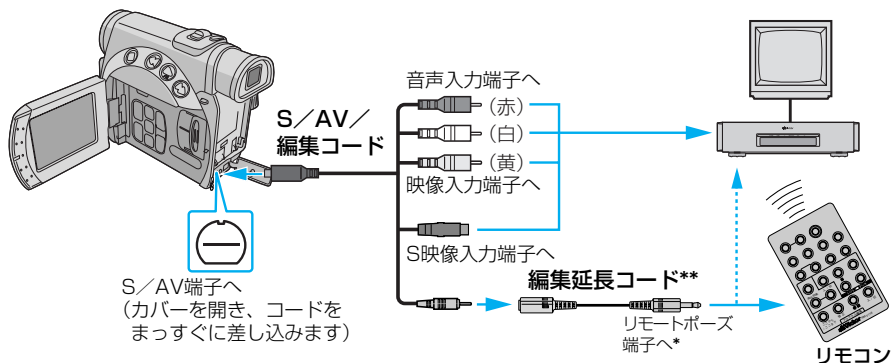 音声入力端子へ
(赤)
(白)
(黄)
映像入力端子へ
S/AV/
編集コード
S映像入力端子へ
S/AV端子へ
(カバーを開き、コードを
まっすぐに差し込みます)
編集延長コード**
リモートポーズ
端子へ*
リモコン